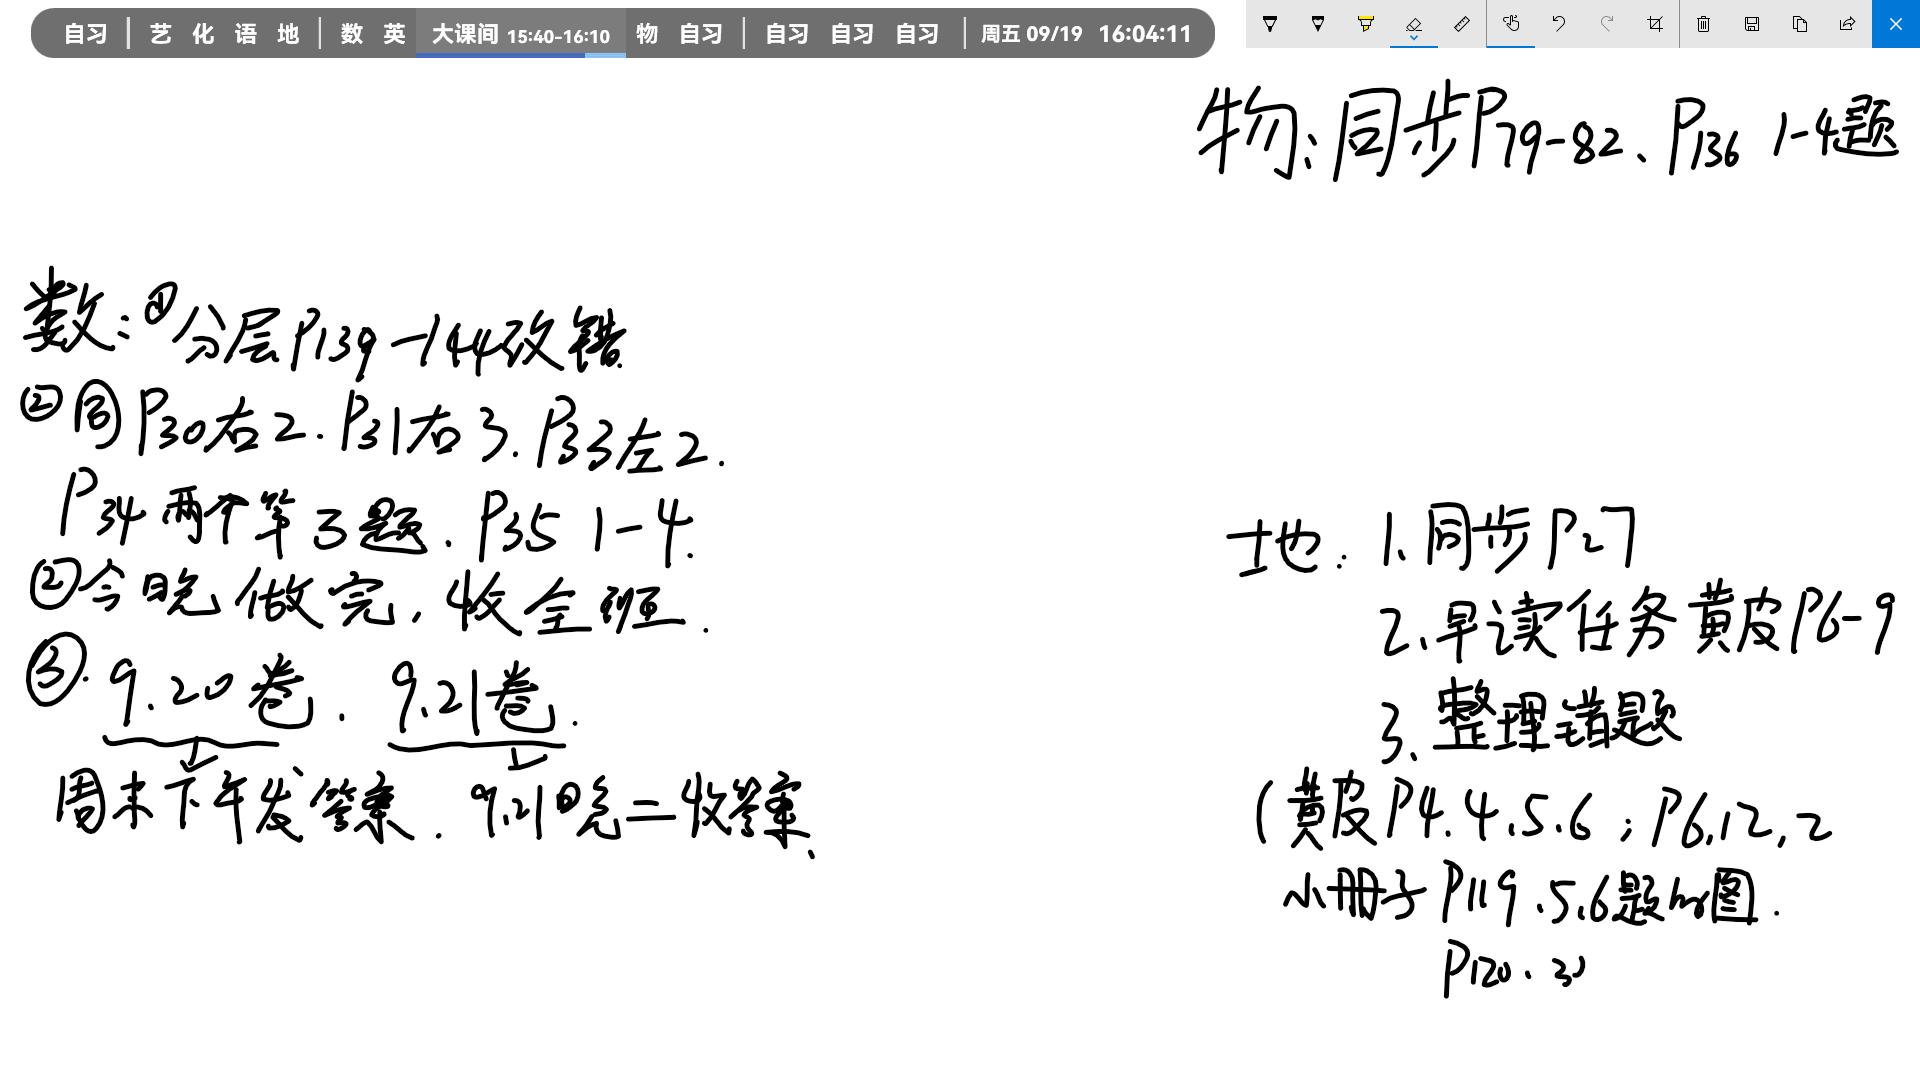 自习 | 艺 化 语 地 | 数 英 大课间 15:40-16:10 物 自习 | 自习 自习 自习 | 周五 09/19 16:04:11
物：同步P79-82、P136 1-4题
数：①分层P139-144改错.
②同P30右2.P31右3.P33左2.
P34两个第3题.P35 1-4.
②今晚做完,收全班.
③.9.20卷.9.21卷.
周末下午发答案.9.21晚二收答案、
地：1、同步P27
2、早读任务黄皮P6-9
3、整理错题
(黄皮P4.4.5.6；P6.12,2
小册子P119.5.6题的图.
P120.